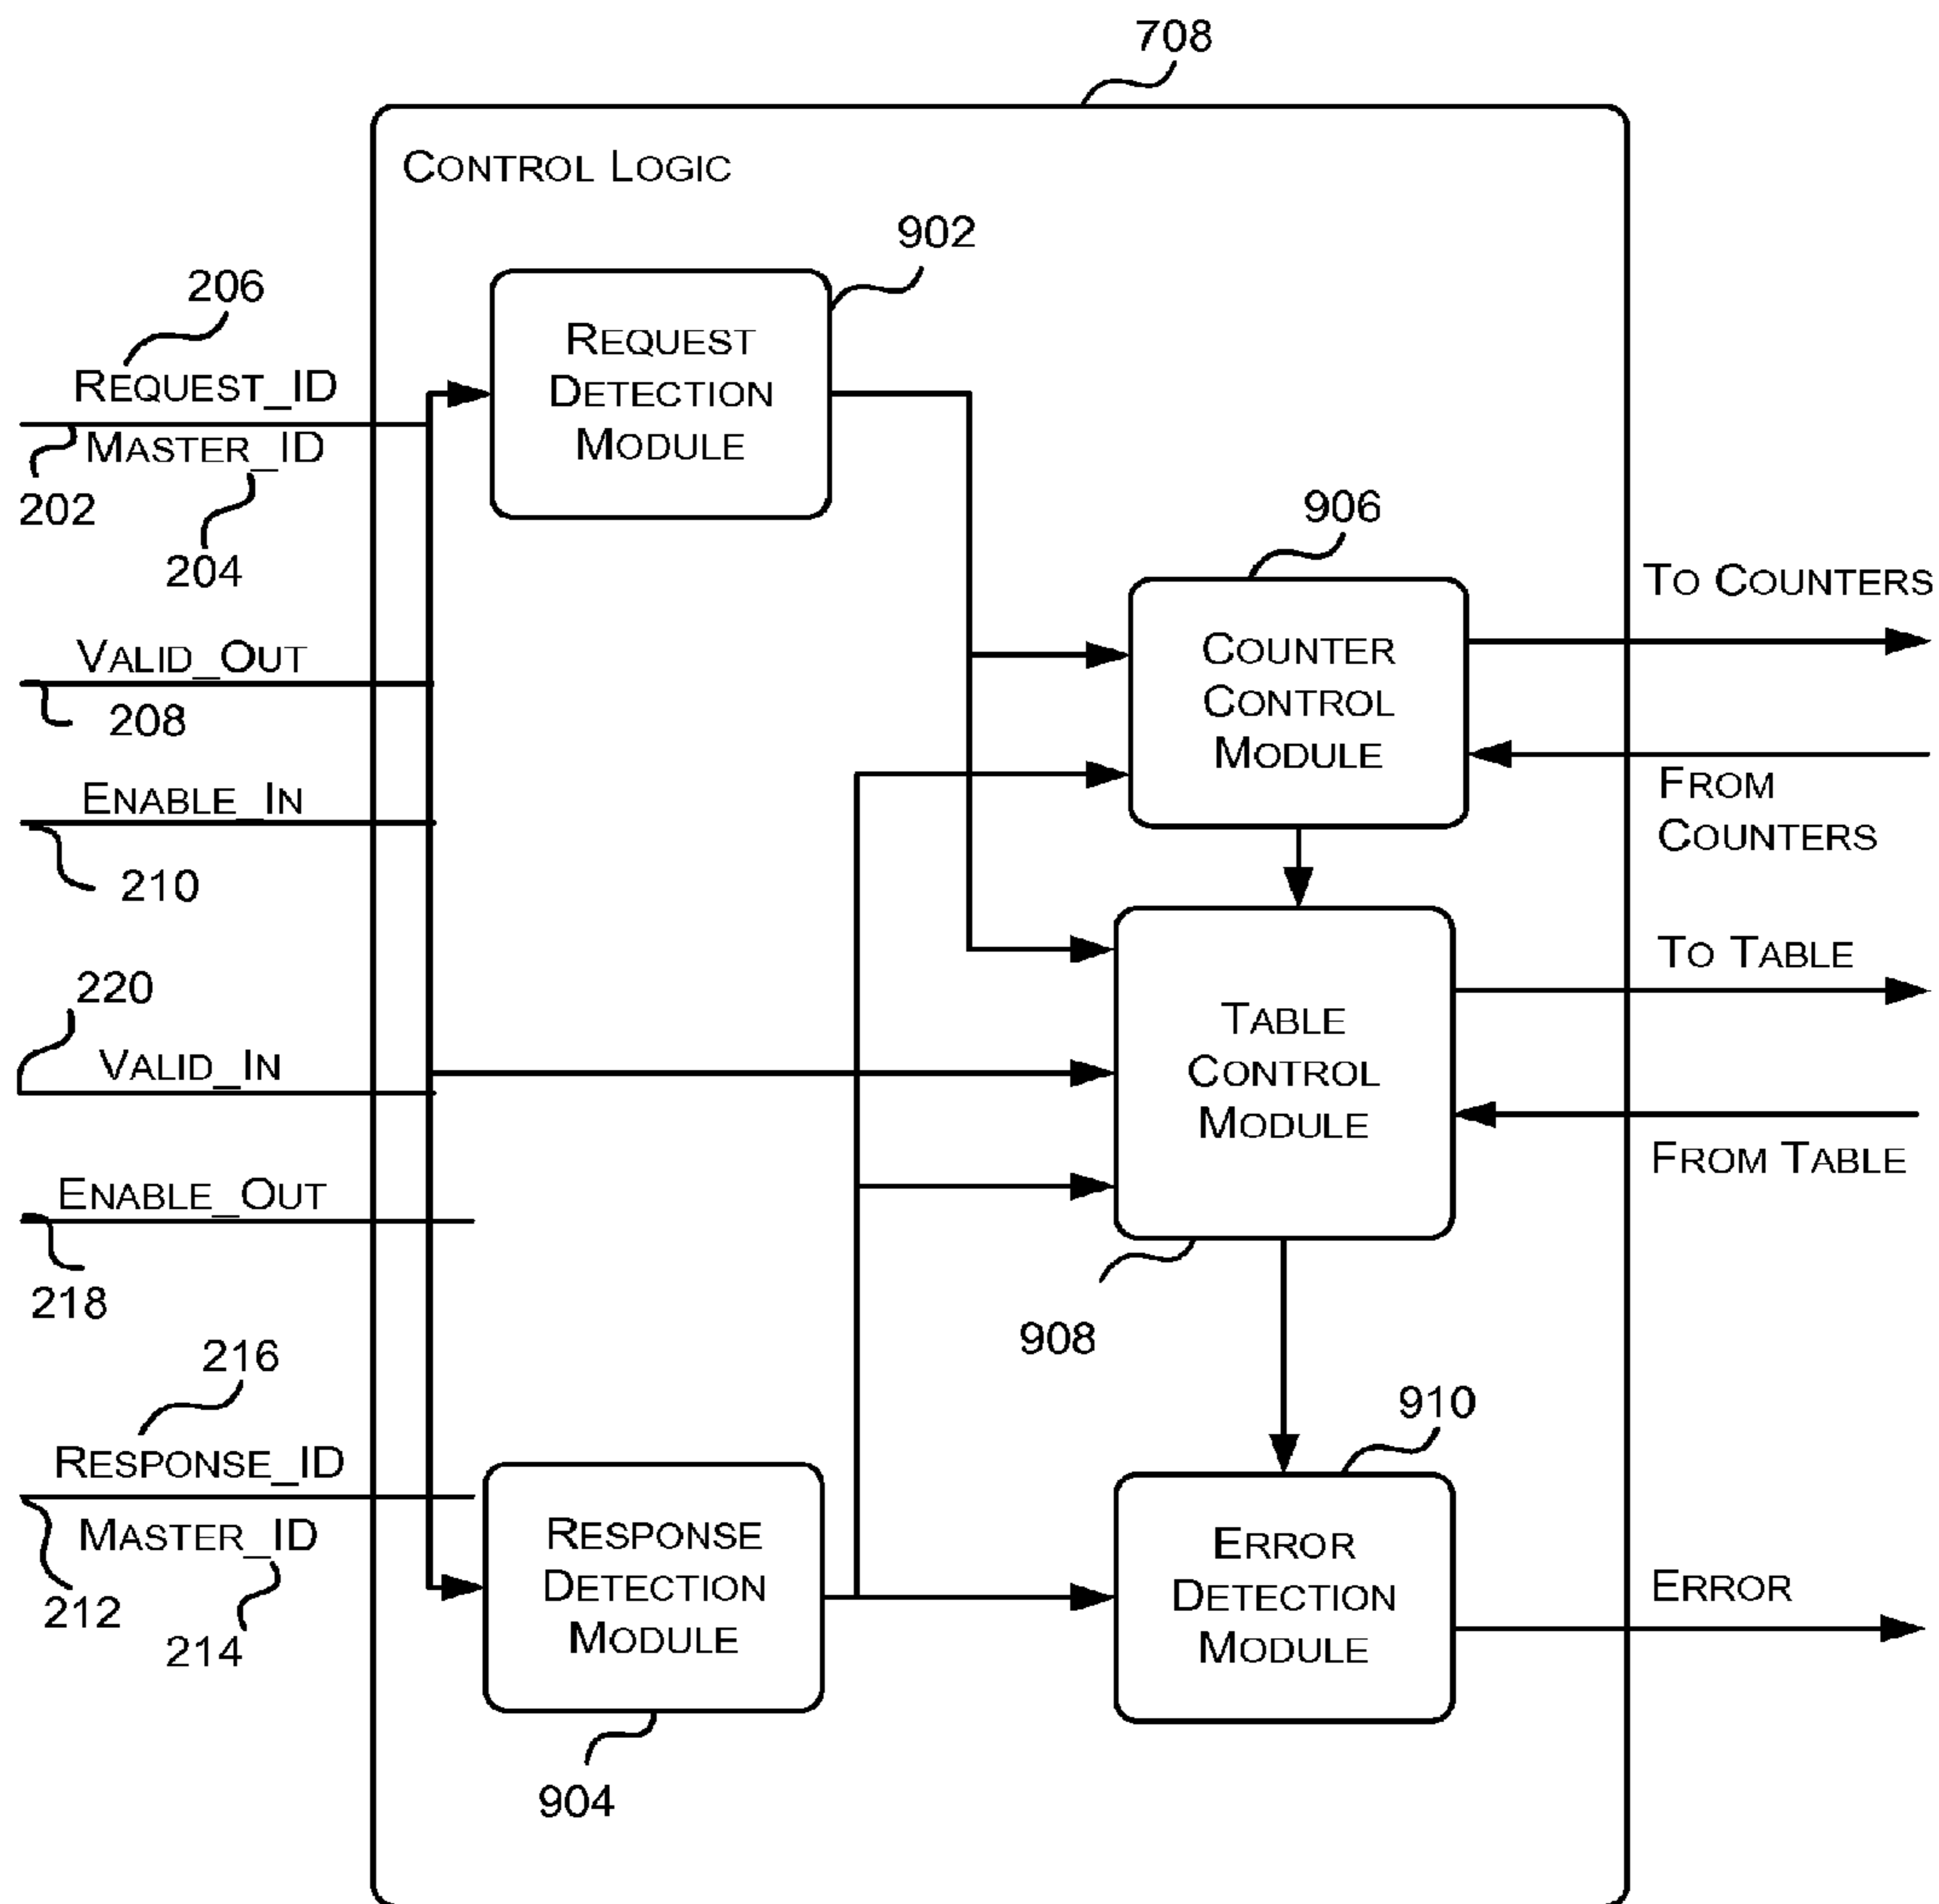 708
CONTROL LOGIC
902
206
REQUEST_ID
MASTER_ID
202
204
REQUEST
DETECTION
MODULE
906
TO COUNTERS
VALID_OUT
208
COUNTER
CONTROL
MODULE
ENABLE_IN
210
FROM
COUNTERS
220
VALID_IN
TO TABLE
TABLE
CONTROL
MODULE
FROM TABLE
ENABLE_OUT
218
908
216
RESPONSE_ID
MASTER_ID
212
214
910
RESPONSE
DETECTION
MODULE
ERROR
DETECTION
MODULE
ERROR
904